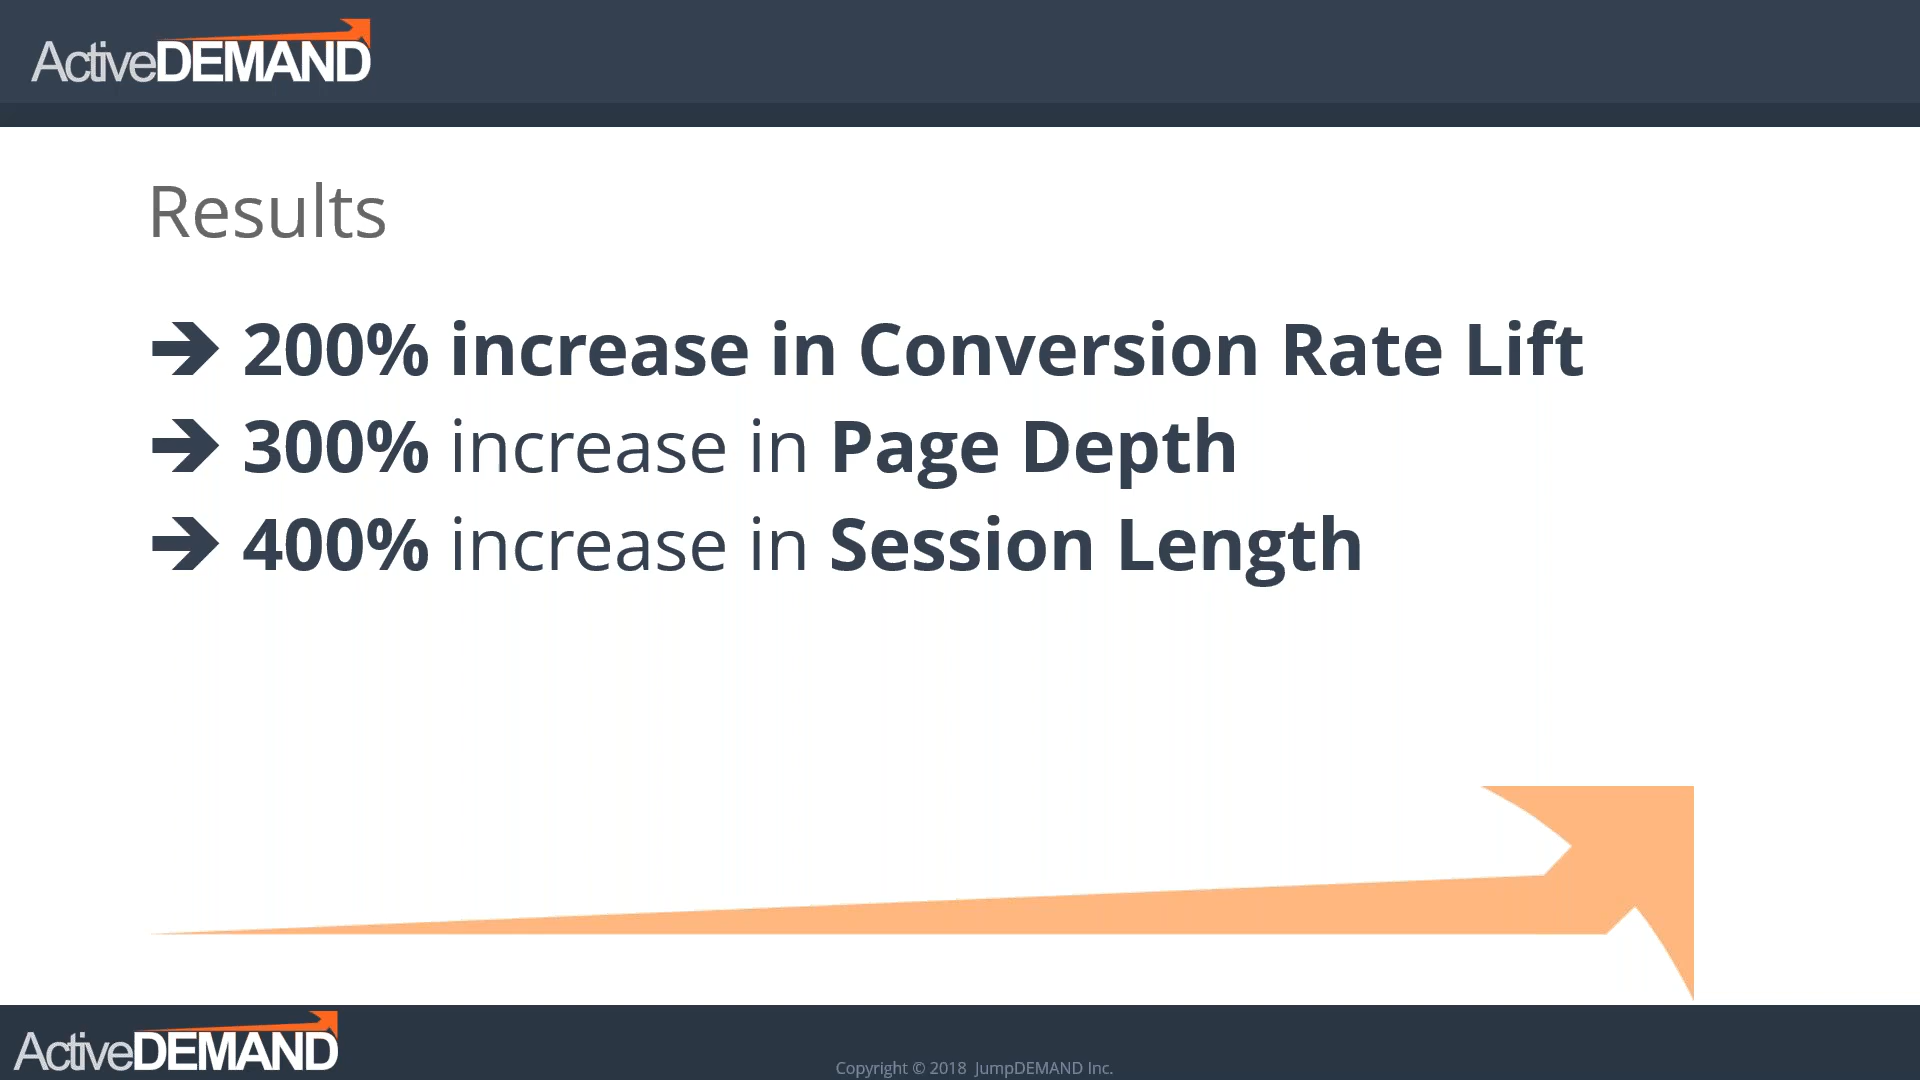 ActiveDEMAND
Results
➔ 200% increase in Conversion Rate Lift
➔ 300% increase in Page Depth
➔ 400% increase in Session Length
ActiveDEMAND
Copyright © 2018 JumpDEMAND Inc.